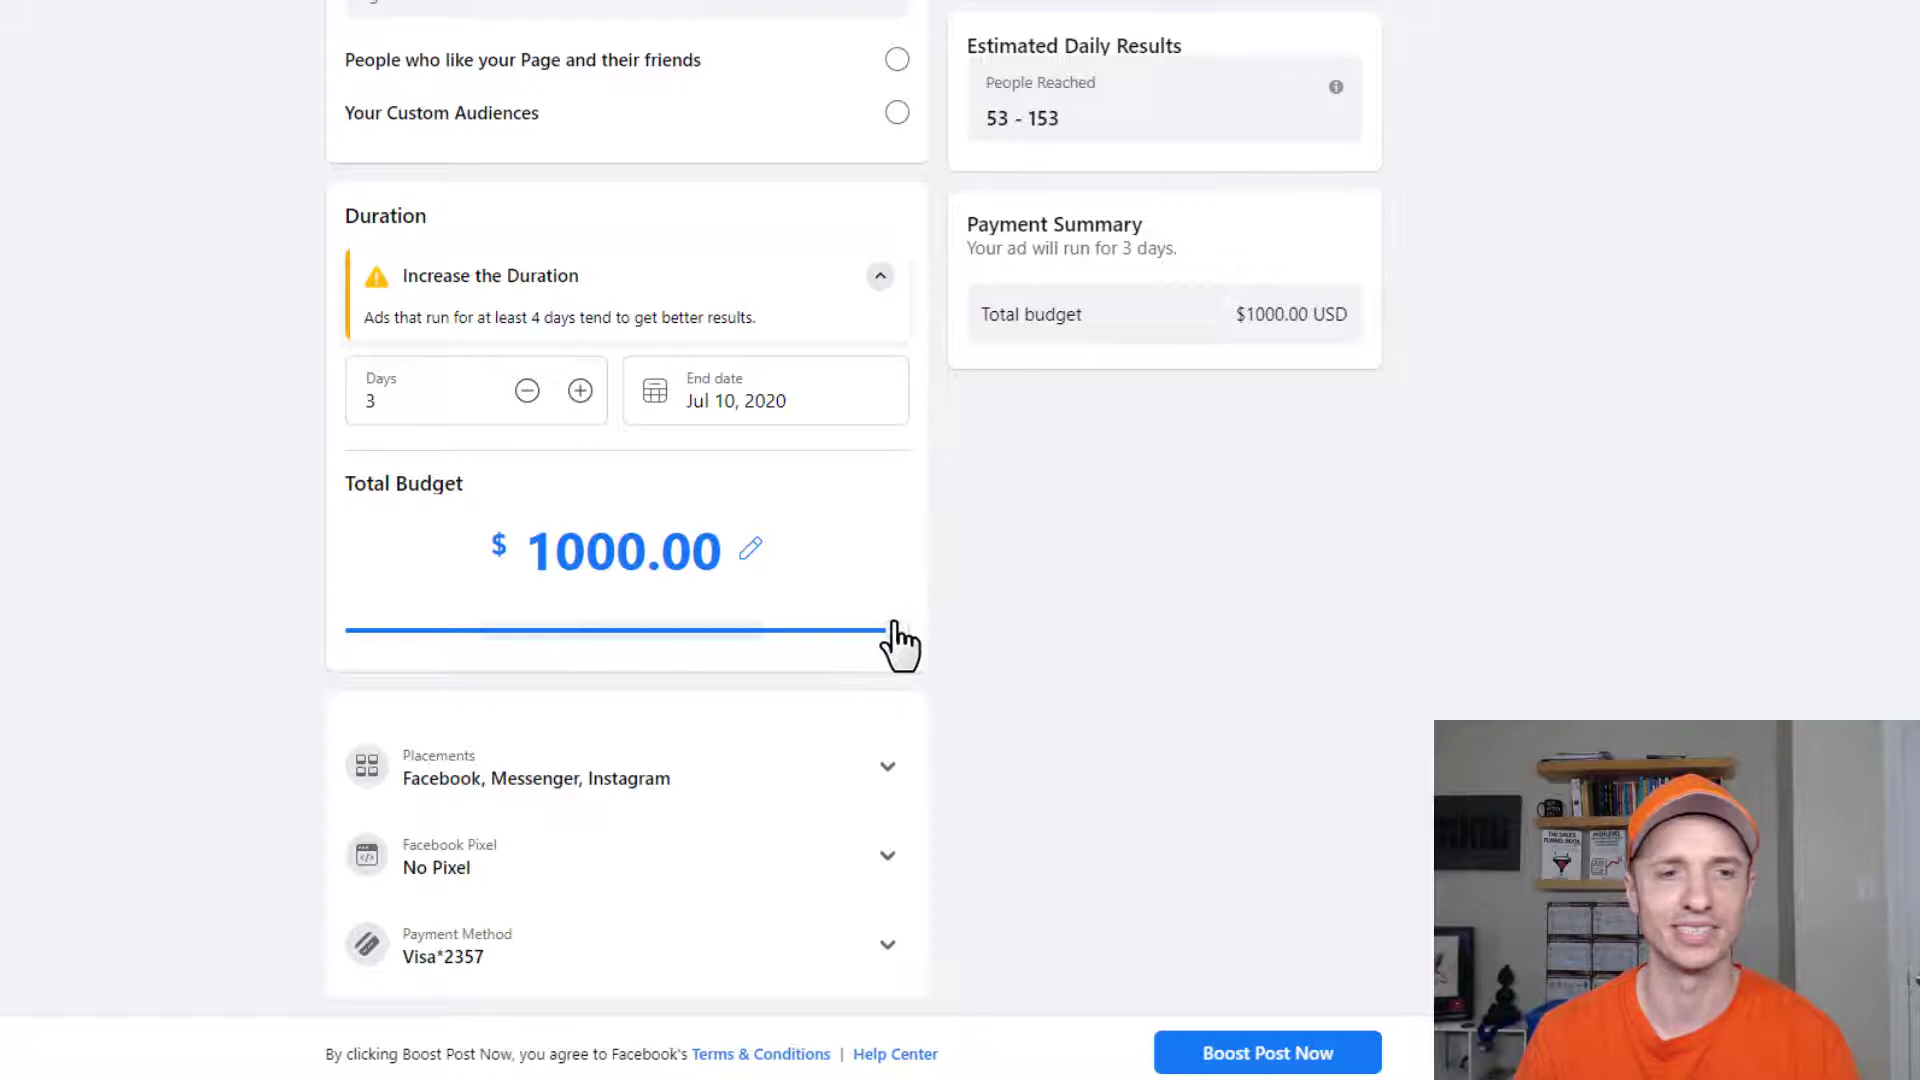 People who like your Page and their friends
Your Custom Audiences
Duration
Increase the Duration
Ads that run for at least 4 days tend to get better results.
Days
3
End date
Jul 10, 2020
Total Budget
$ 1000.00
Placements
Facebook, Messenger, Instagram
Facebook Pixel
No Pixel
Payment Method
Visa*2357
Estimated Daily Results
People Reached
53 - 153
Payment Summary
Your ad will run for 3 days.
Total budget $1000.00 USD
By clicking Boost Post Now, you agree to Facebook's Terms & Conditions | Help Center
Boost Post Now
THE SALES
FUNNEL BOOK